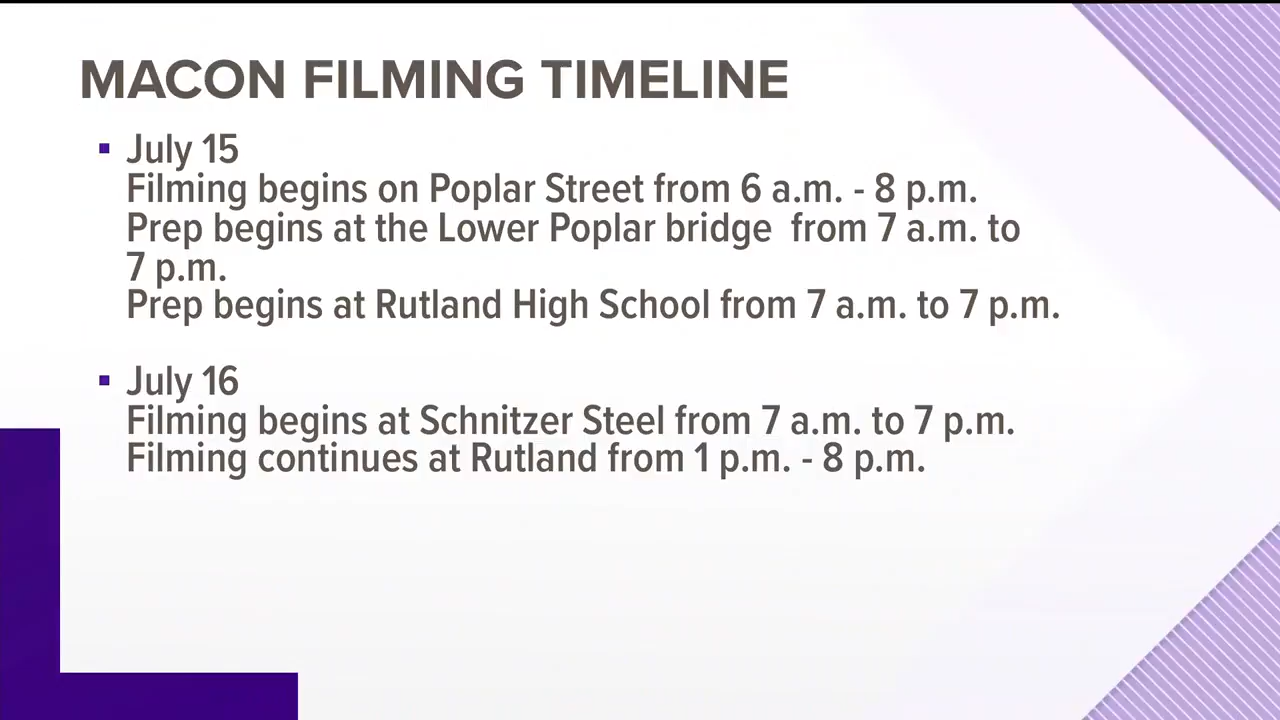 MACON FILMING TIMELINE
July 15
Filming begins on Poplar Street from 6 a.m. - 8 p.m.
Prep begins at the Lower Poplar bridge  from 7 a.m. to
7 p.m.
Prep begins at Rutland High School from 7 a.m. to 7 p.m.
July 16
Filming begins at Schnitzer Steel from 7 a.m. to 7 p.m.
Filming continues at Rutland from 1 p.m. - 8 p.m.